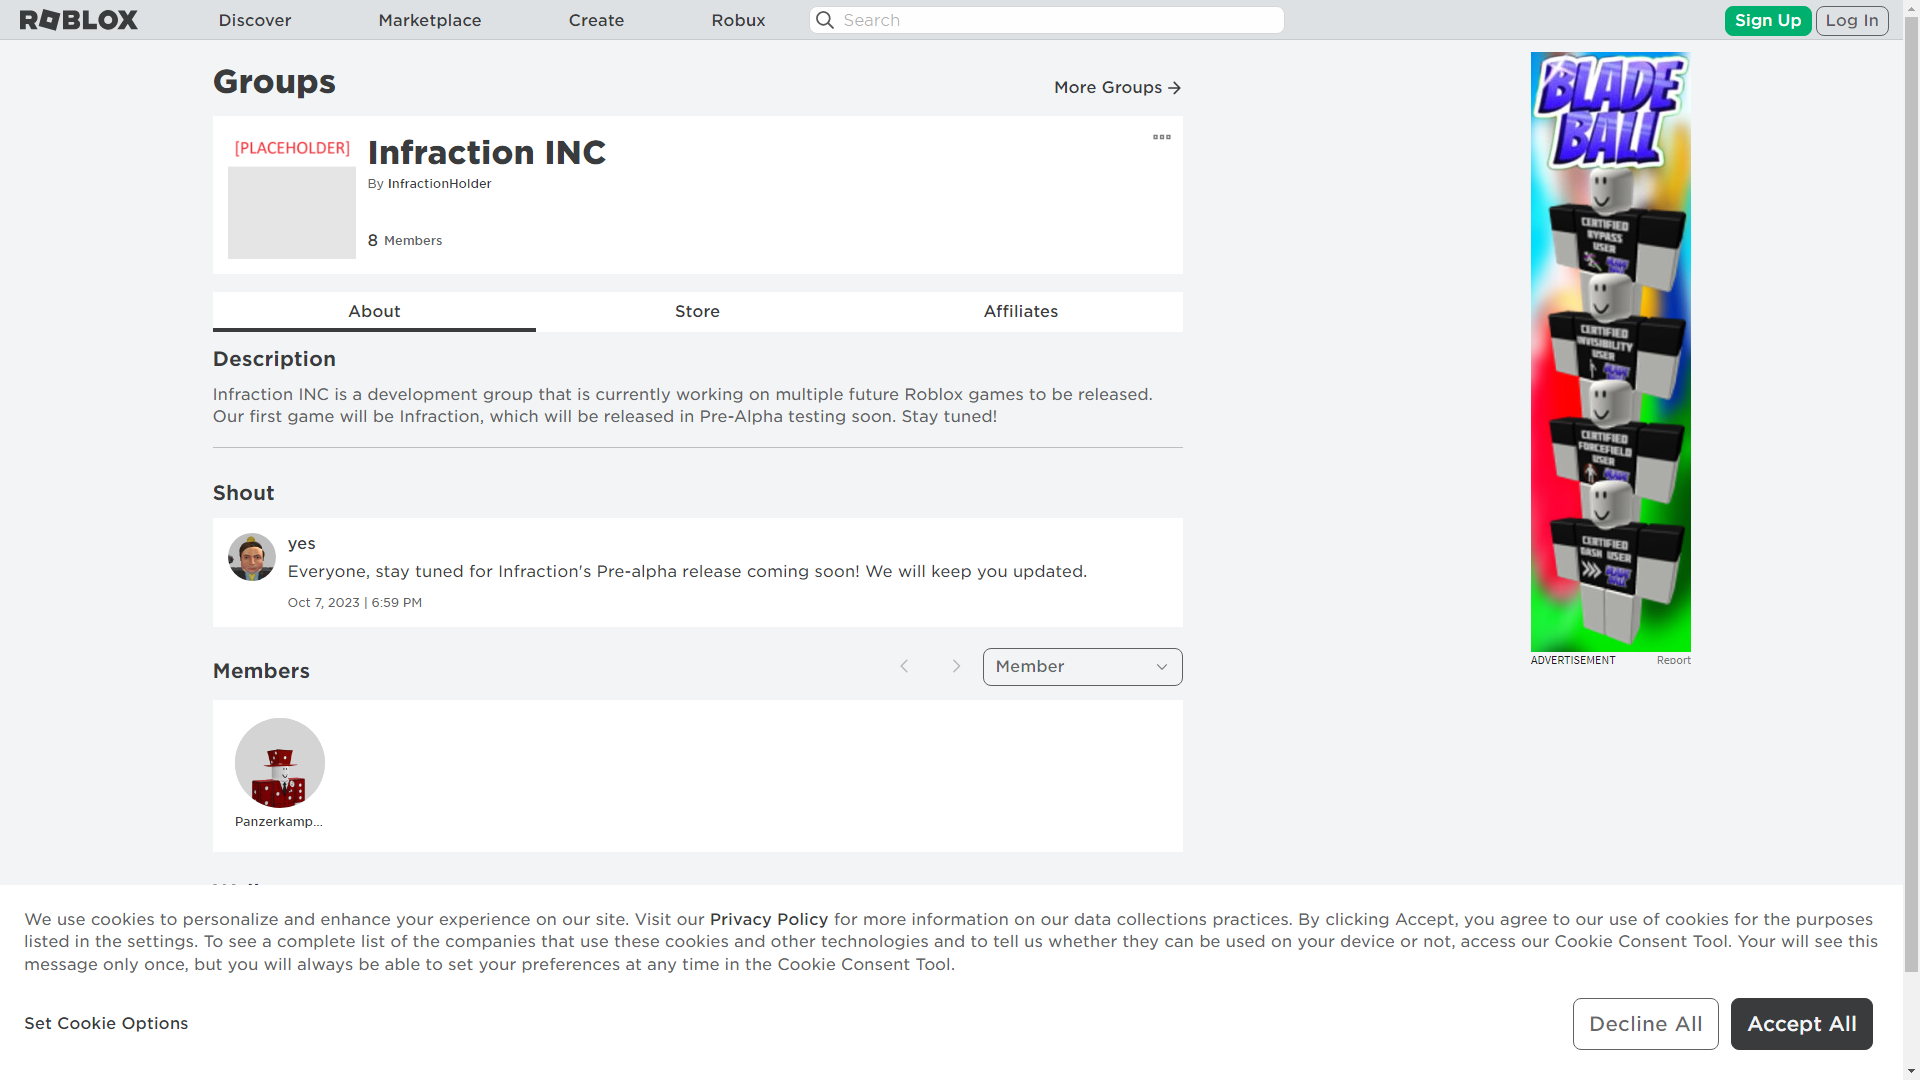 ROBLOX
Discover
Marketplace
Create
Robux
Search
Sign Up
Log In
Groups
More Groups
[PLACEHOLDER]
Infraction INC
By InfractionHolder
8 Members
About
Store
Affiliates
Description
Infraction INC is a development group that is currently working on multiple future Roblox games to be released.
Our first game will be Infraction, which will be released in Pre-Alpha testing soon. Stay tuned!
Shout
yes
Everyone, stay tuned for Infraction's Pre-alpha release coming soon! We will keep you updated.
Oct 7, 2023 | 6:59 PM
Members
Member
Panzerkamp...
BLADE
BALL
CERTIFIED
BYPASS
USER
CERTIFIED
INVISIBILITY
USER
CERTIFIED
FORCEFIELD
USER
CERTIFIED
DASH USER
ADVERTISEMENT
Report
We use cookies to personalize and enhance your experience on our site. Visit our Privacy Policy for more information on our data collections practices. By clicking Accept, you agree to our use of cookies for the purposes
listed in the settings. To see a complete list of the companies that use these cookies and other technologies and to tell us whether they can be used on your device or not, access our Cookie Consent Tool. Your will see this
message only once, but you will always be able to set your preferences at any time in the Cookie Consent Tool.
Set Cookie Options
Decline All
Accept All